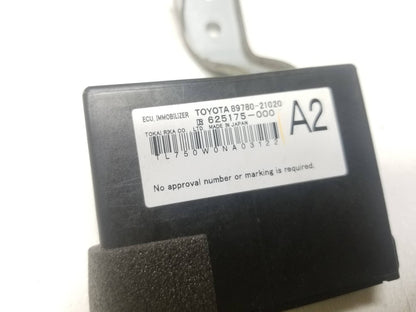 ECU, IMMOBILIZER TOYOTA 89780-21020
625175-000
TOKAI RIKA CO., LTD. MADE IN JAPAN
A2
1L750W0NA03122
No approval number or marking is required.